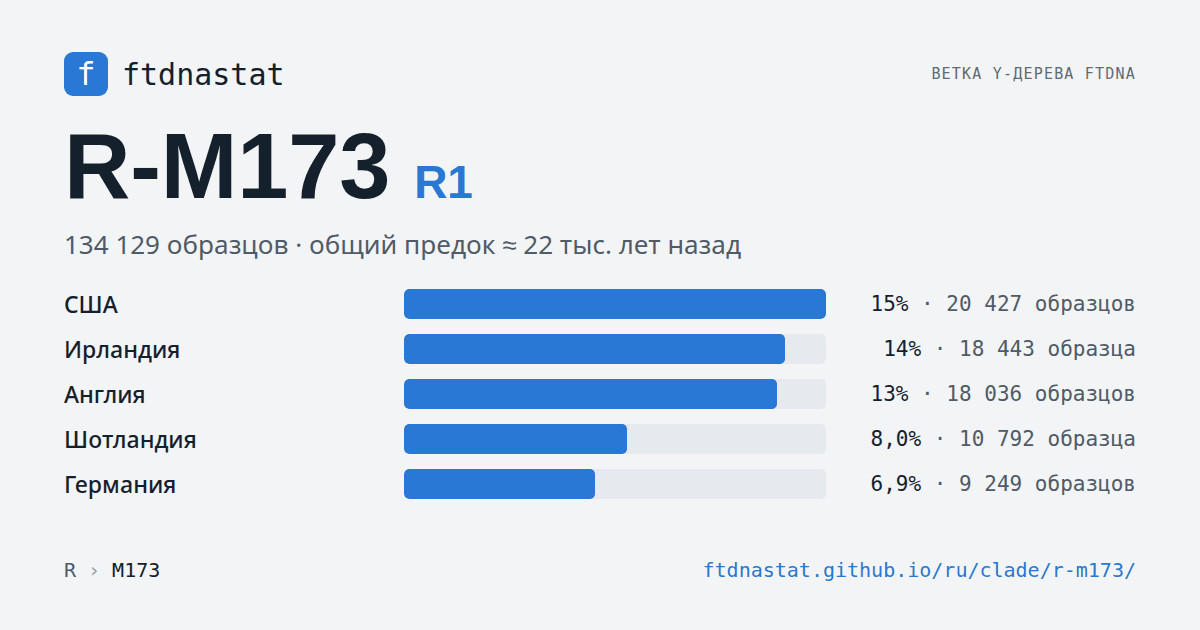 f ftdnastat
ВЕТКА Y-ДЕРЕВА FTDNA
R-M173 R1
134 129 образцов · общий предок ≈ 22 тыс. лет назад
США 15% · 20 427 образцов
Ирландия 14% · 18 443 образца
Англия 13% · 18 036 образцов
Шотландия 8,0% · 10 792 образца
Германия 6,9% · 9 249 образцов
R › M173
ftdnastat.github.io/ru/clade/r-m173/